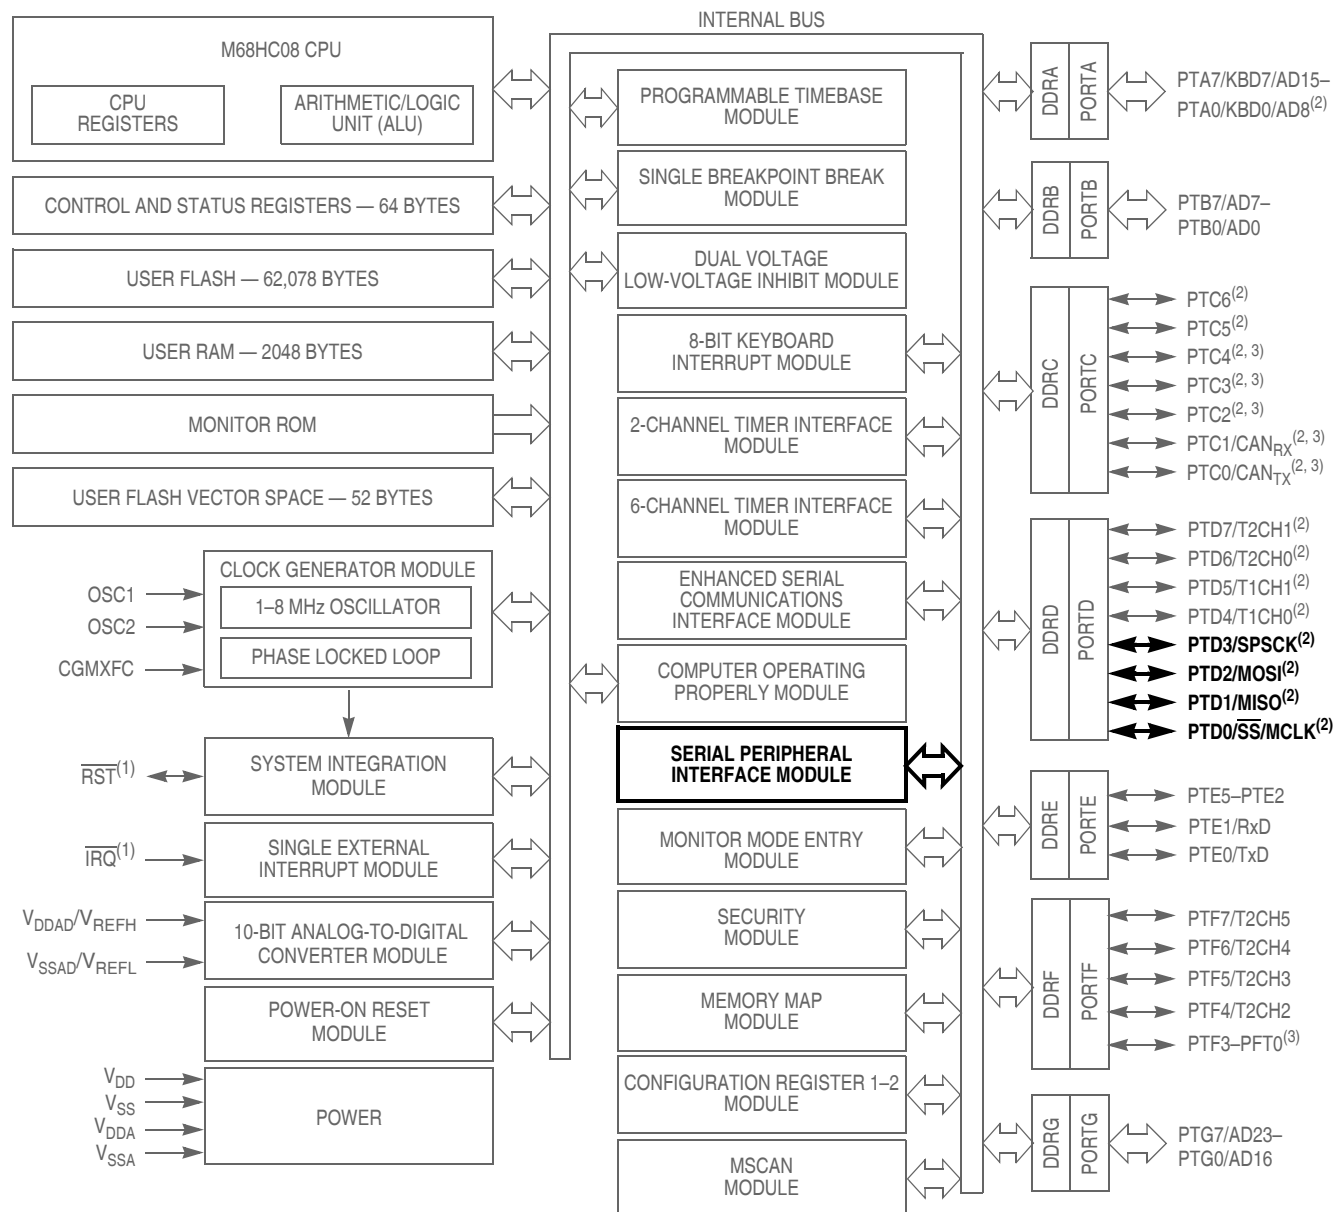 INTERNAL BUS
M68HC08 CPU
CPU
REGISTERS
ARITHMETIC/LOGIC
UNIT (ALU)
CONTROL AND STATUS REGISTERS — 64 BYTES
USER FLASH — 62,078 BYTES
USER RAM — 2048 BYTES
MONITOR ROM
USER FLASH VECTOR SPACE — 52 BYTES
OSC1
OSC2
CGMXFC
CLOCK GENERATOR MODULE
1–8 MHz OSCILLATOR
PHASE LOCKED LOOP
RST(1)
SYSTEM INTEGRATION
MODULE
IRQ(1)
SINGLE EXTERNAL
INTERRUPT MODULE
VDDAD/VREFH
VSSAD/VREFL
10-BIT ANALOG-TO-DIGITAL
CONVERTER MODULE
POWER-ON RESET
MODULE
VDD
VSS
VDDA
VSSA
POWER
PROGRAMMABLE TIMEBASE
MODULE
SINGLE BREAKPOINT BREAK
MODULE
DUAL VOLTAGE
LOW-VOLTAGE INHIBIT MODULE
8-BIT KEYBOARD
INTERRUPT MODULE
2-CHANNEL TIMER INTERFACE
MODULE
6-CHANNEL TIMER INTERFACE
MODULE
ENHANCED SERIAL
COMMUNICATIONS
INTERFACE MODULE
COMPUTER OPERATING
PROPERLY MODULE
SERIAL PERIPHERAL
INTERFACE MODULE
MONITOR MODE ENTRY
MODULE
SECURITY
MODULE
MEMORY MAP
MODULE
CONFIGURATION REGISTER 1–2
MODULE
MSCAN
MODULE
DDRA
PORTA
PTA7/KBD7/AD15–
PTA0/KBD0/AD8(2)
DDRB
PORTB
PTB7/AD7–
PTB0/AD0
DDRC
PORTC
PTC6(2)
PTC5(2)
PTC4(2, 3)
PTC3(2, 3)
PTC2(2, 3)
PTC1/CANRX(2, 3)
PTC0/CANTX(2, 3)
DDRD
PORTD
PTD7/T2CH1(2)
PTD6/T2CH0(2)
PTD5/T1CH1(2)
PTD4/T1CH0(2)
PTD3/SPSCK(2)
PTD2/MOSI(2)
PTD1/MISO(2)
PTD0/SS/MCLK(2)
DDRE
PORTE
PTE5–PTE2
PTE1/RxD
PTE0/TxD
DDRF
PORTF
PTF7/T2CH5
PTF6/T2CH4
PTF5/T2CH3
PTF4/T2CH2
PTF3–PFT0(3)
DDRG
PORTG
PTG7/AD23–
PTG0/AD16